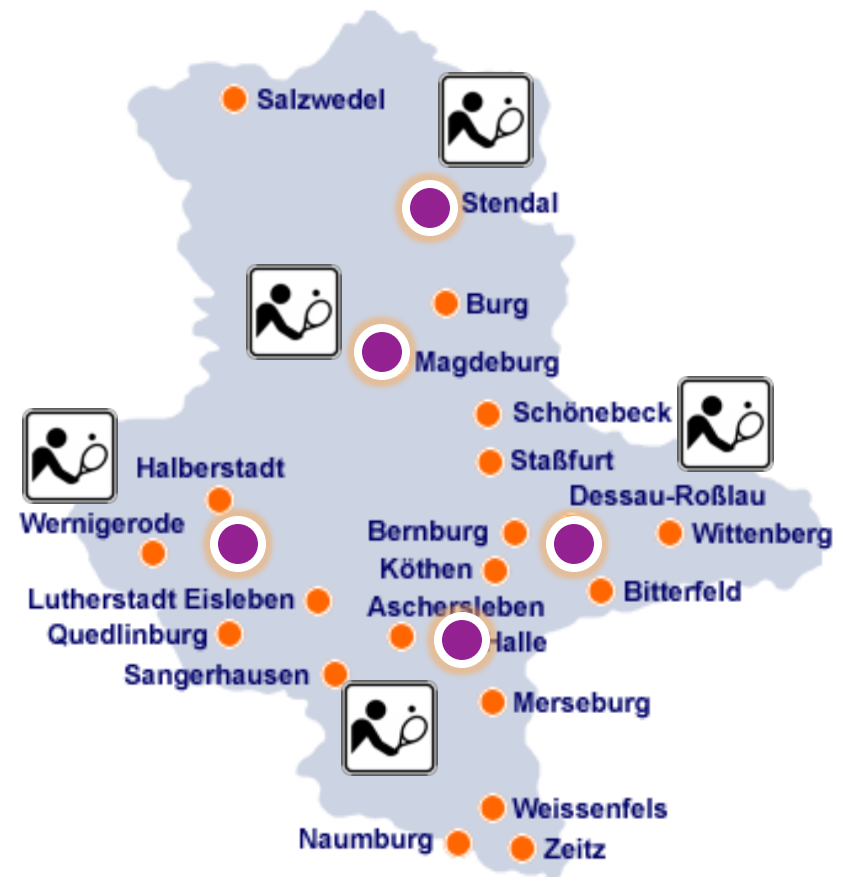 Salzwedel
Stendal
Burg
Magdeburg
Schönebeck
Halberstadt
Staßfurt
Dessau-Roßlau
Wernigerode
Bernburg
Wittenberg
Köthen
Bitterfeld
Lutherstadt Eisleben
Aschersleben
Quedlinburg
Halle
Sangerhausen
Merseburg
Weissenfels
Naumburg
Zeitz